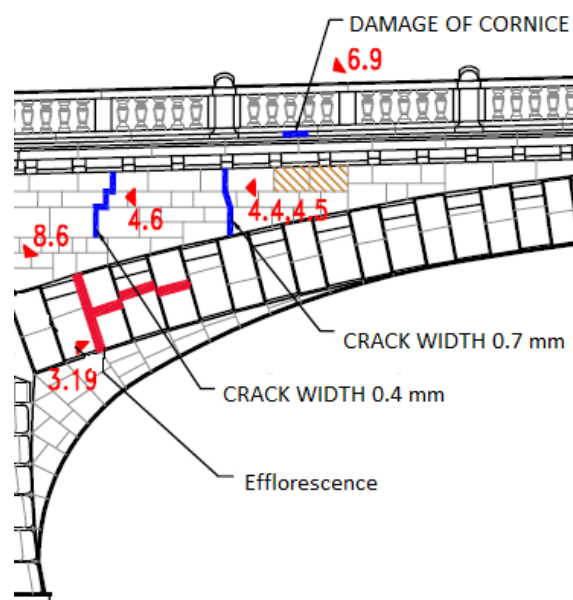 DAMAGE OF CORNICE
6.9
4.6
4.4,4,5
8.6
CRACK WIDTH 0.7 mm
3.19
CRACK WIDTH 0.4 mm
Efflorescence